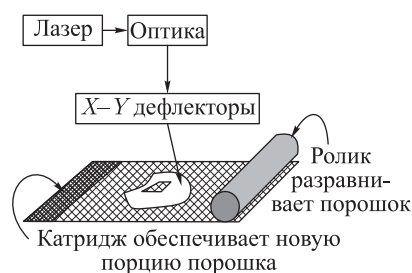 Лазер
Оптика
X–Y дефлекторы
Ролик
разравни-
вает порошок
Катридж обеспечивает новую
порцию порошка